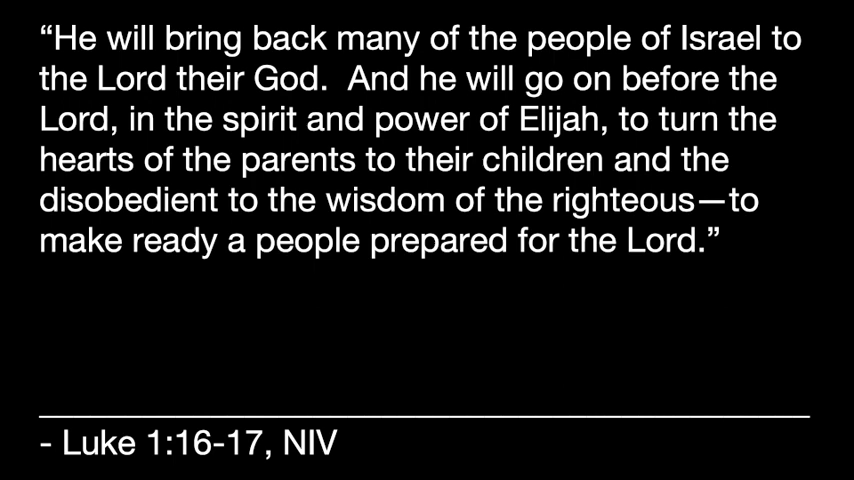 “He will bring back many of the people of Israel to
the Lord their God.  And he will go on before the
Lord, in the spirit and power of Elijah, to turn the
hearts of the parents to their children and the
disobedient to the wisdom of the righteous—to
make ready a people prepared for the Lord.”
- Luke 1:16-17, NIV